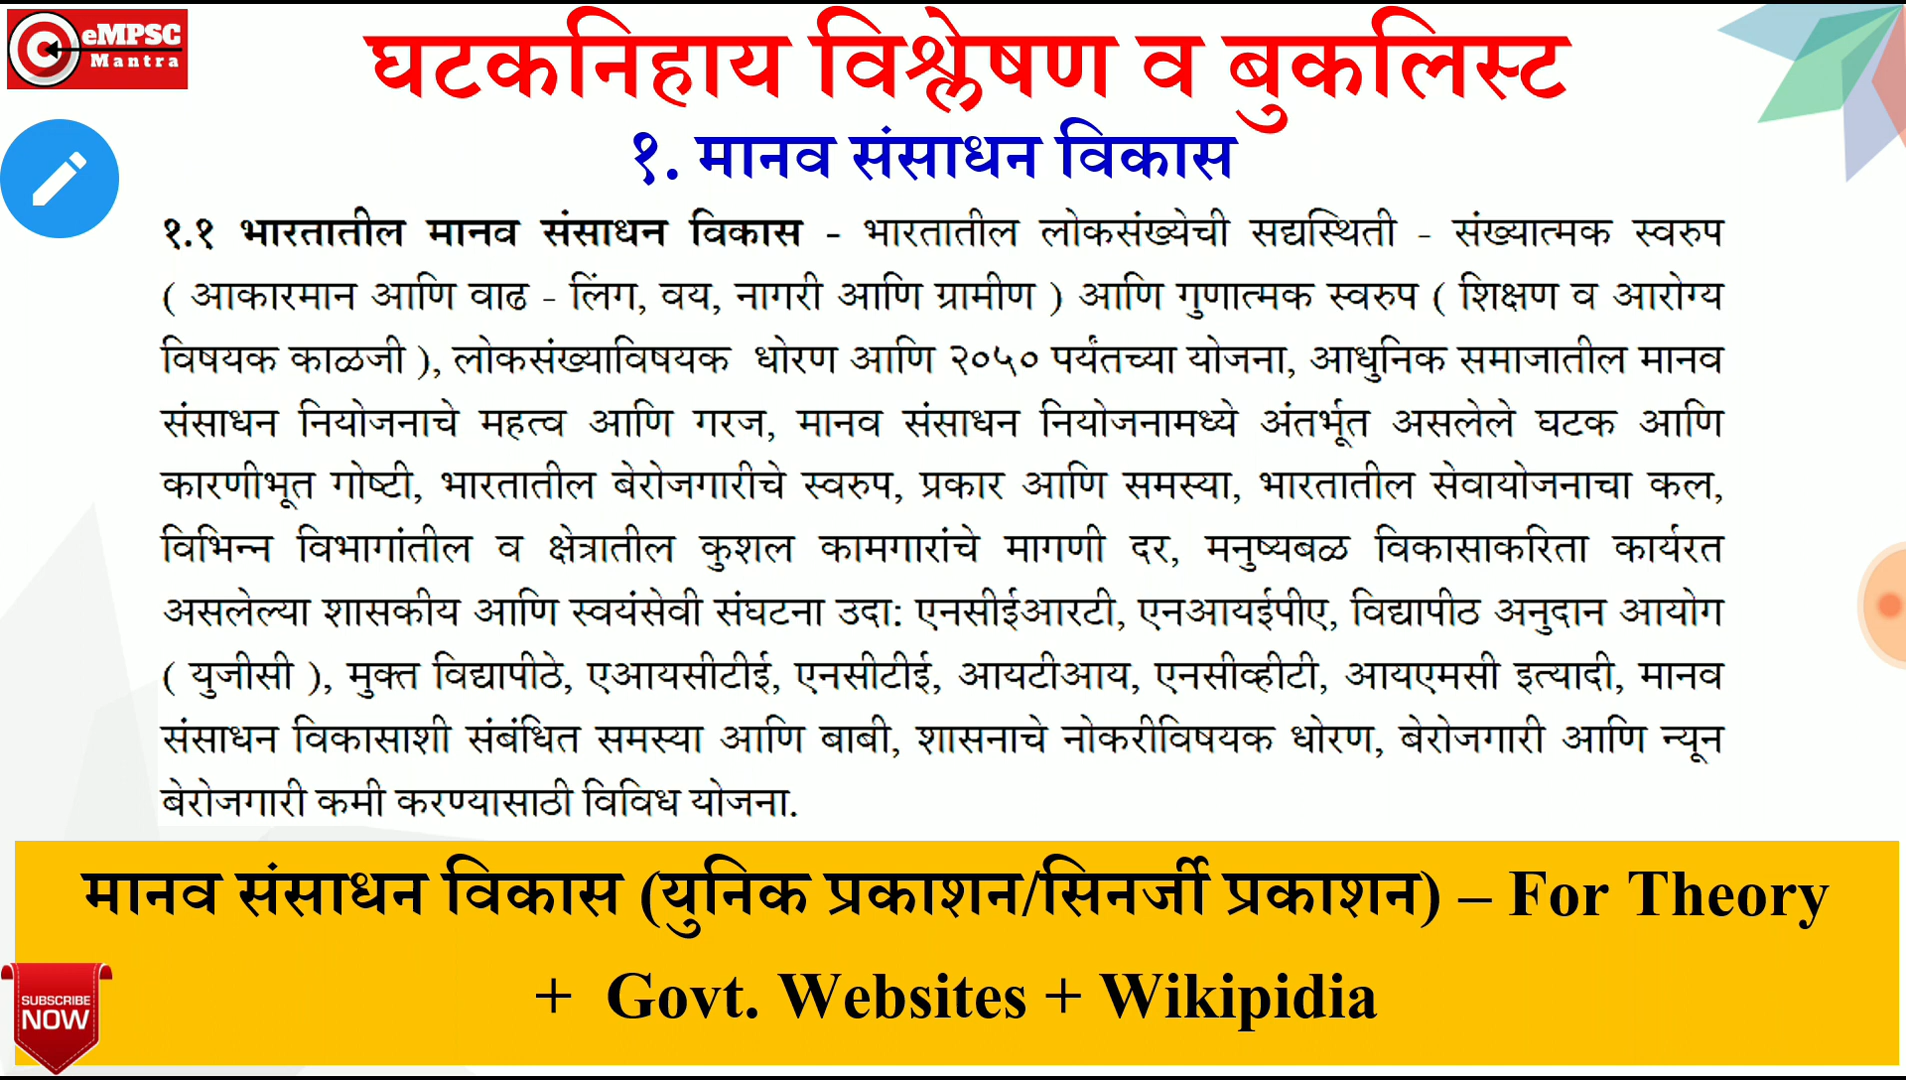 eMPSC
Mantra
घटकनिहाय विश्लेषण व बुकलिस्ट
१. मानव संसाधन विकास
१.१ भारतातील मानव संसाधन विकास - भारतातील लोकसंख्येची सद्यस्थिती - संख्यात्मक स्वरुप
( आकारमान आणि वाढ - लिंग, वय, नागरी आणि ग्रामीण ) आणि गुणात्मक स्वरुप ( शिक्षण व आरोग्य
विषयक काळजी ), लोकसंख्याविषयक धोरण आणि २०५० पर्यंतच्या योजना, आधुनिक समाजातील मानव
संसाधन नियोजनाचे महत्व आणि गरज, मानव संसाधन नियोजनामध्ये अंतर्भूत असलेले घटक आणि
कारणीभूत गोष्टी, भारतातील बेरोजगारीचे स्वरुप, प्रकार आणि समस्या, भारतातील सेवायोजनाचा कल,
विभिन्न विभागांतील व क्षेत्रातील कुशल कामगारांचे मागणी दर, मनुष्यबळ विकासाकरिता कार्यरत
असलेल्या शासकीय आणि स्वयंसेवी संघटना उदा: एनसीईआरटी, एनआयईपीए, विद्यापीठ अनुदान आयोग
( युजीसी ), मुक्त विद्यापीठे, एआयसीटीई, एनसीटीई, आयटीआय, एनसीव्हीटी, आयएमसी इत्यादी, मानव
संसाधन विकासाशी संबंधित समस्या आणि बाबी, शासनाचे नोकरीविषयक धोरण, बेरोजगारी आणि न्यून
बेरोजगारी कमी करण्यासाठी विविध योजना.
मानव संसाधन विकास (युनिक प्रकाशन/सिनर्जी प्रकाशन) – For Theory
+ Govt. Websites + Wikipidia
SUBSCRIBE
NOW